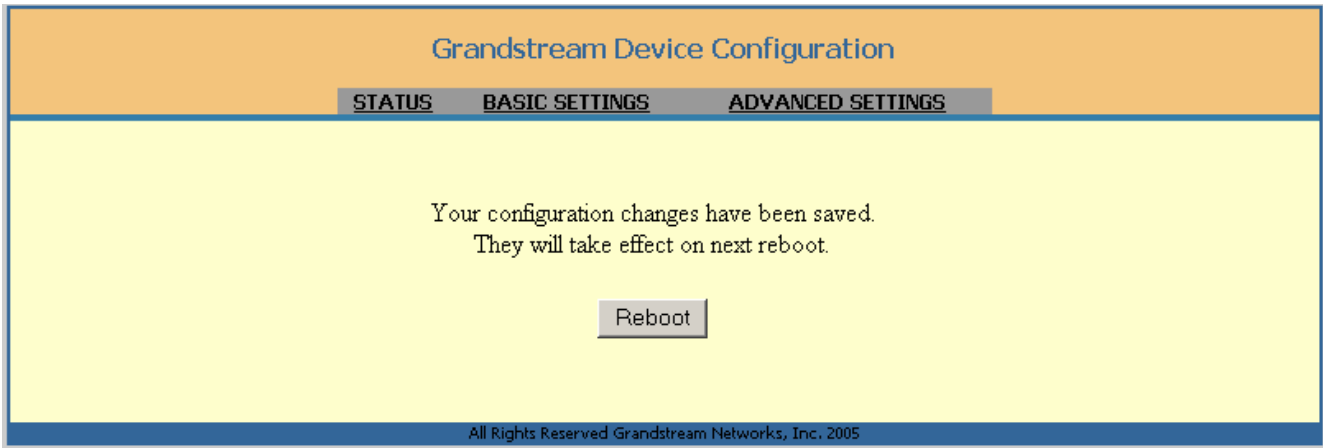 Grandstream Device Configuration
STATUS BASIC SETTINGS ADVANCED SETTINGS
Your configuration changes have been saved.
They will take effect on next reboot.
Reboot
All Rights Reserved Grandstream Networks, Inc. 2005